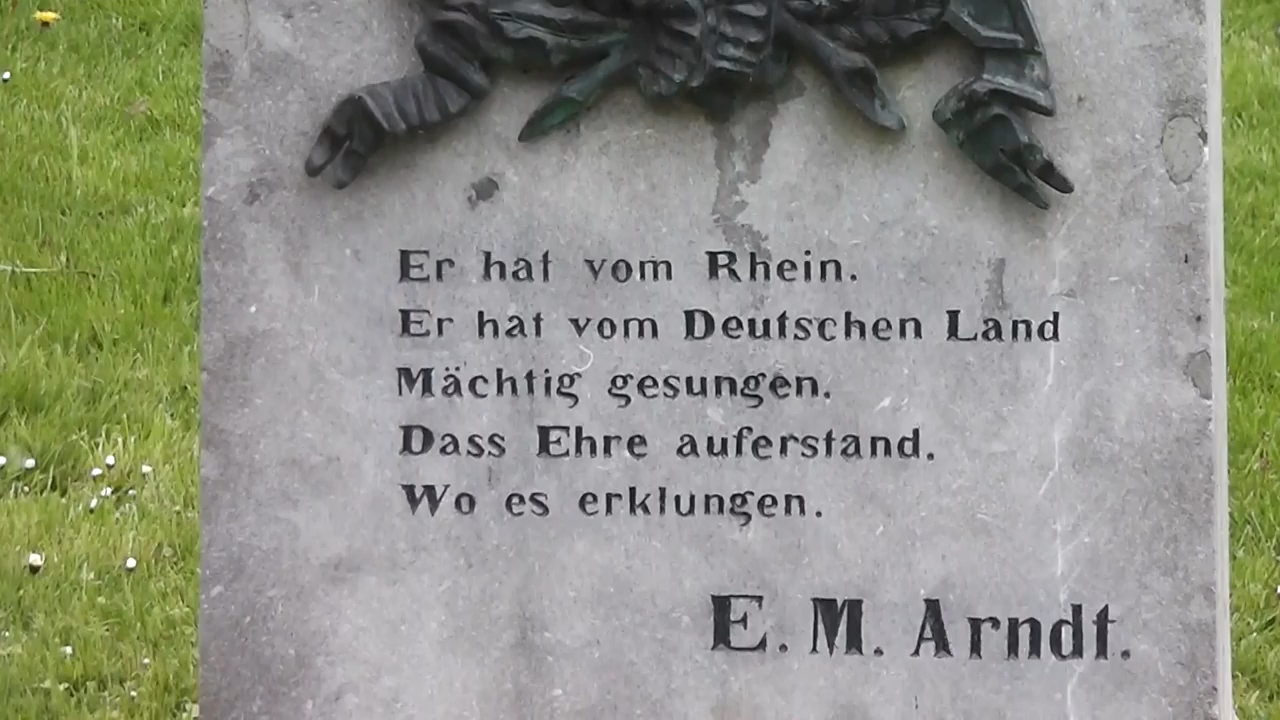 Er hat vom Rhein.
Er hat vom Deutschen Land
Mächtig gesungen.
Dass Ehre auferstand.
Wo es erklungen.
E. M. Arndt.